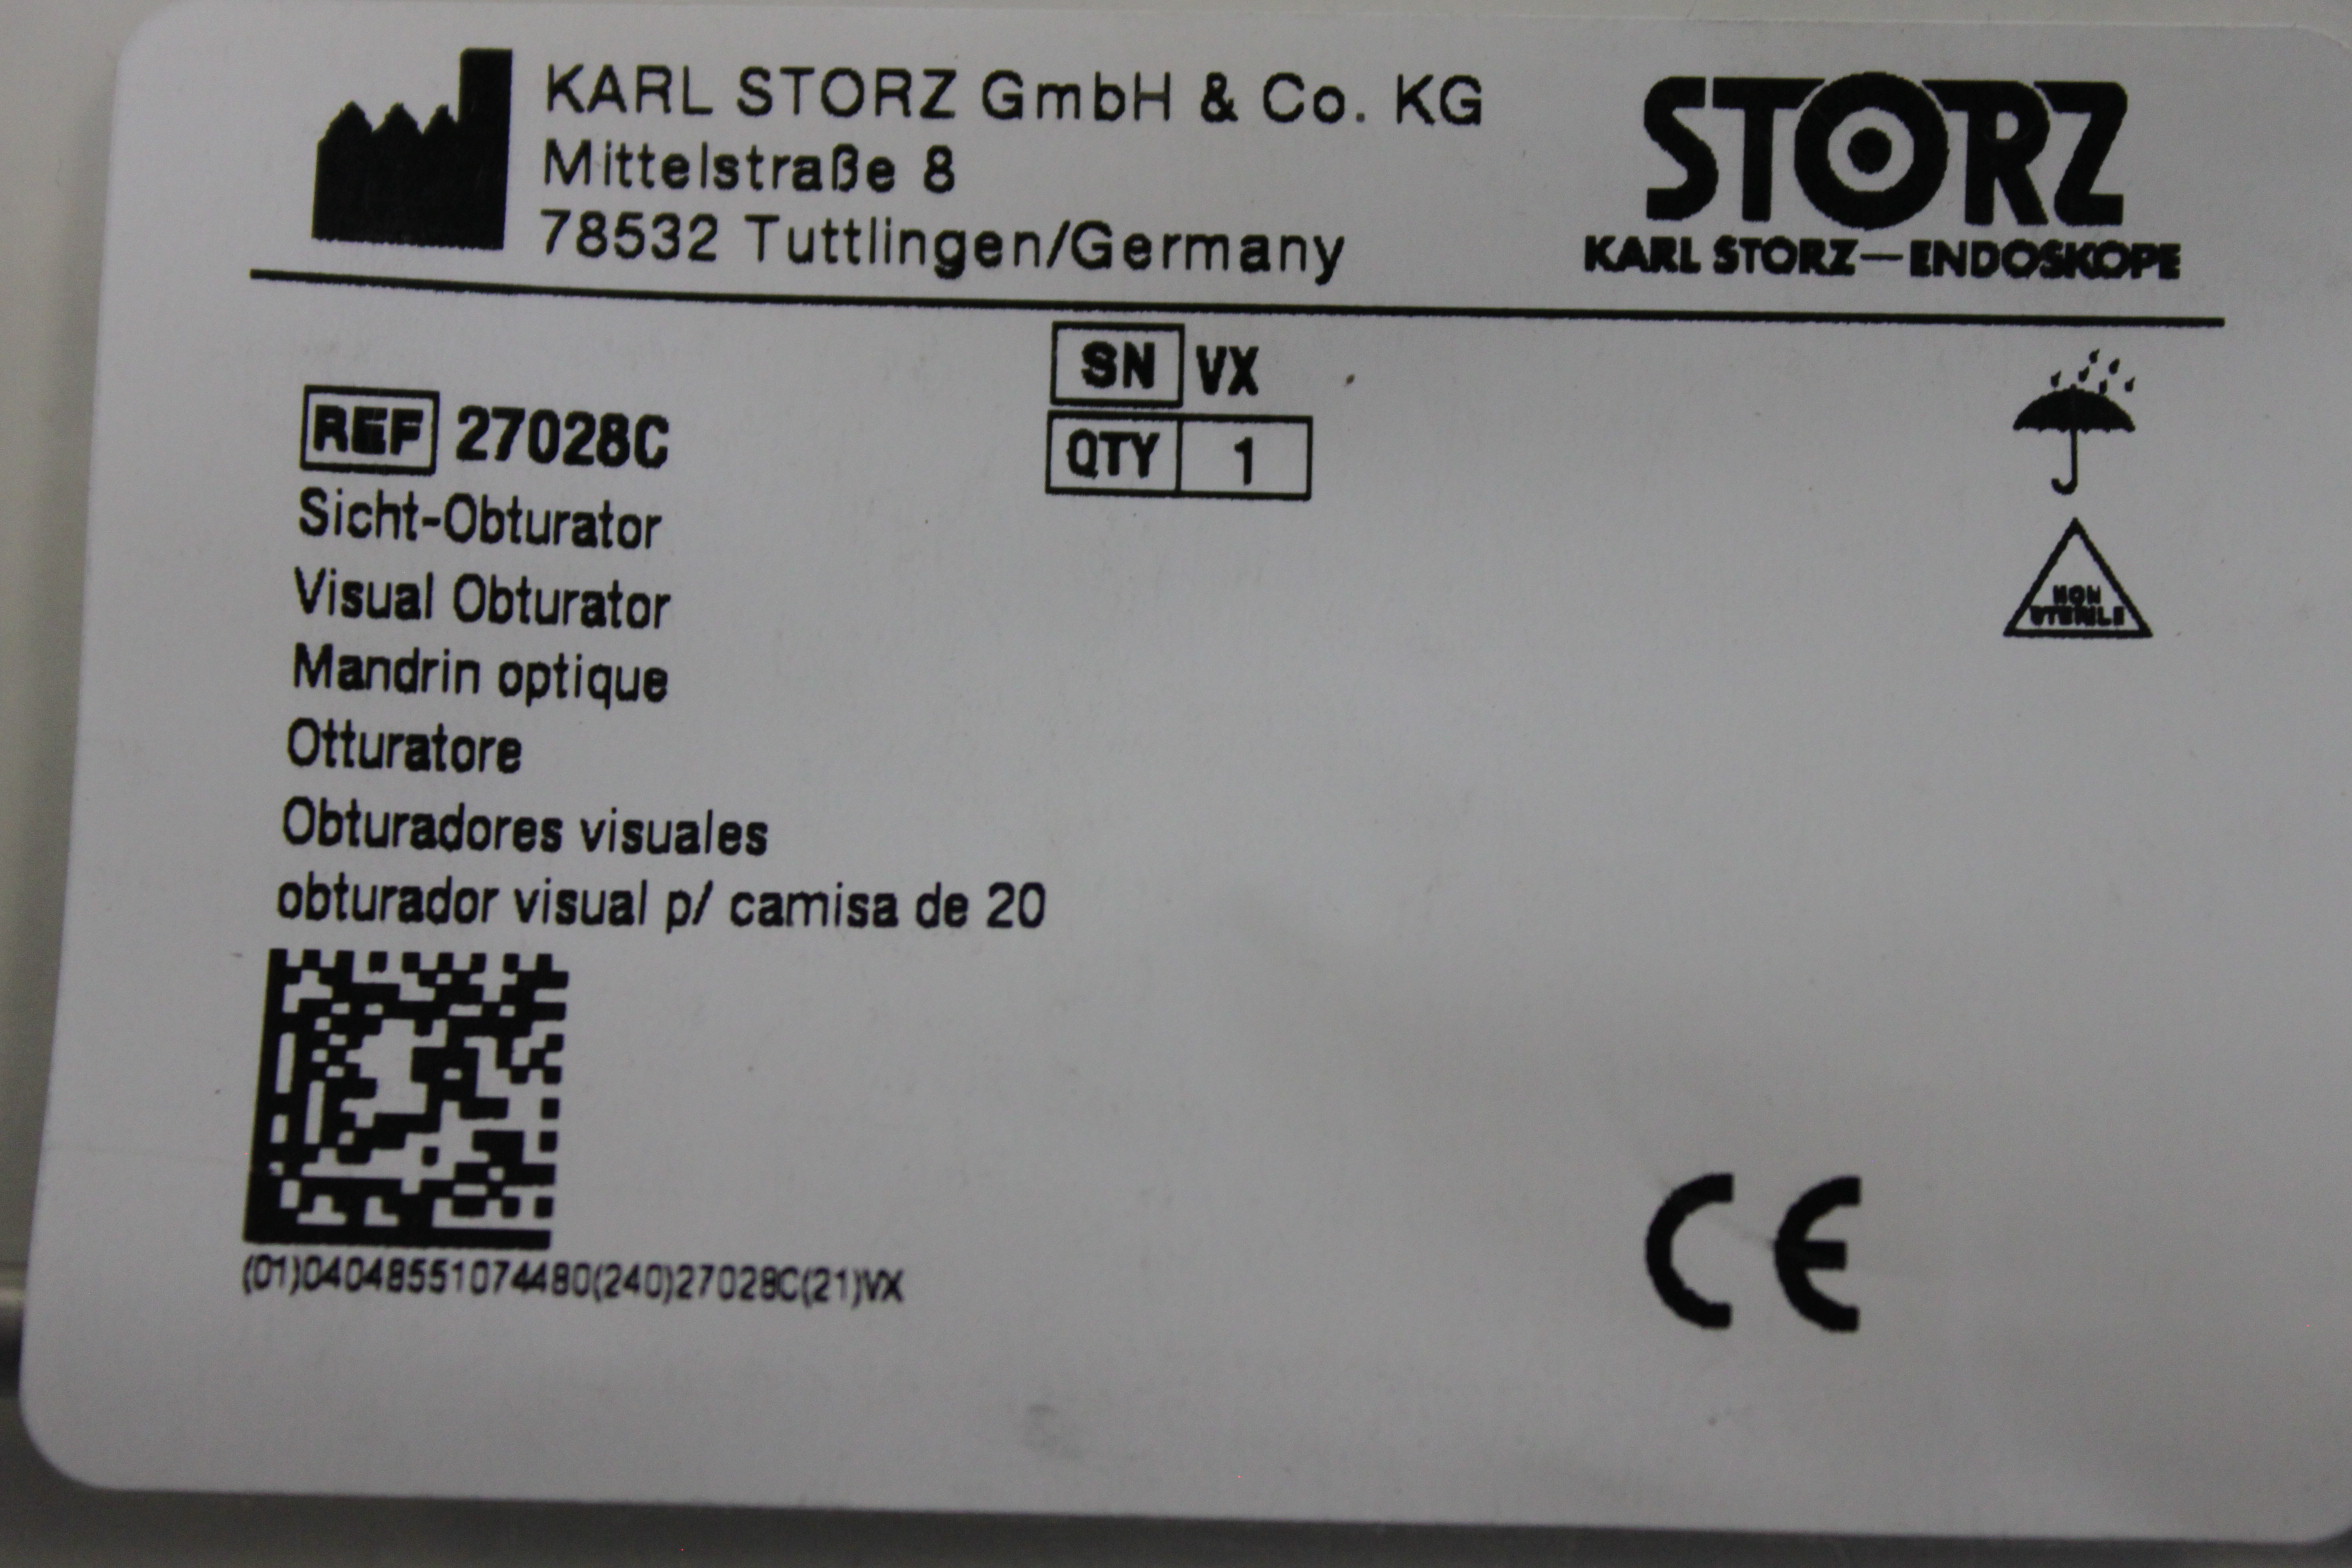 KARL STORZ GmbH & Co. KG
Mittelstraße 8
78532 Tuttlingen/Germany
STORZ
KARL STORZ—ENDOSKOPE
SN VX
QTY 1
REF 27028C
Sicht-Obturator
Visual Obturator
Mandrin optique
Otturatore
Obturadores visuales
obturador visual p/ camisa de 20
NON
STERILE
(01)04048551074480(240)27028C(21)VX
CE